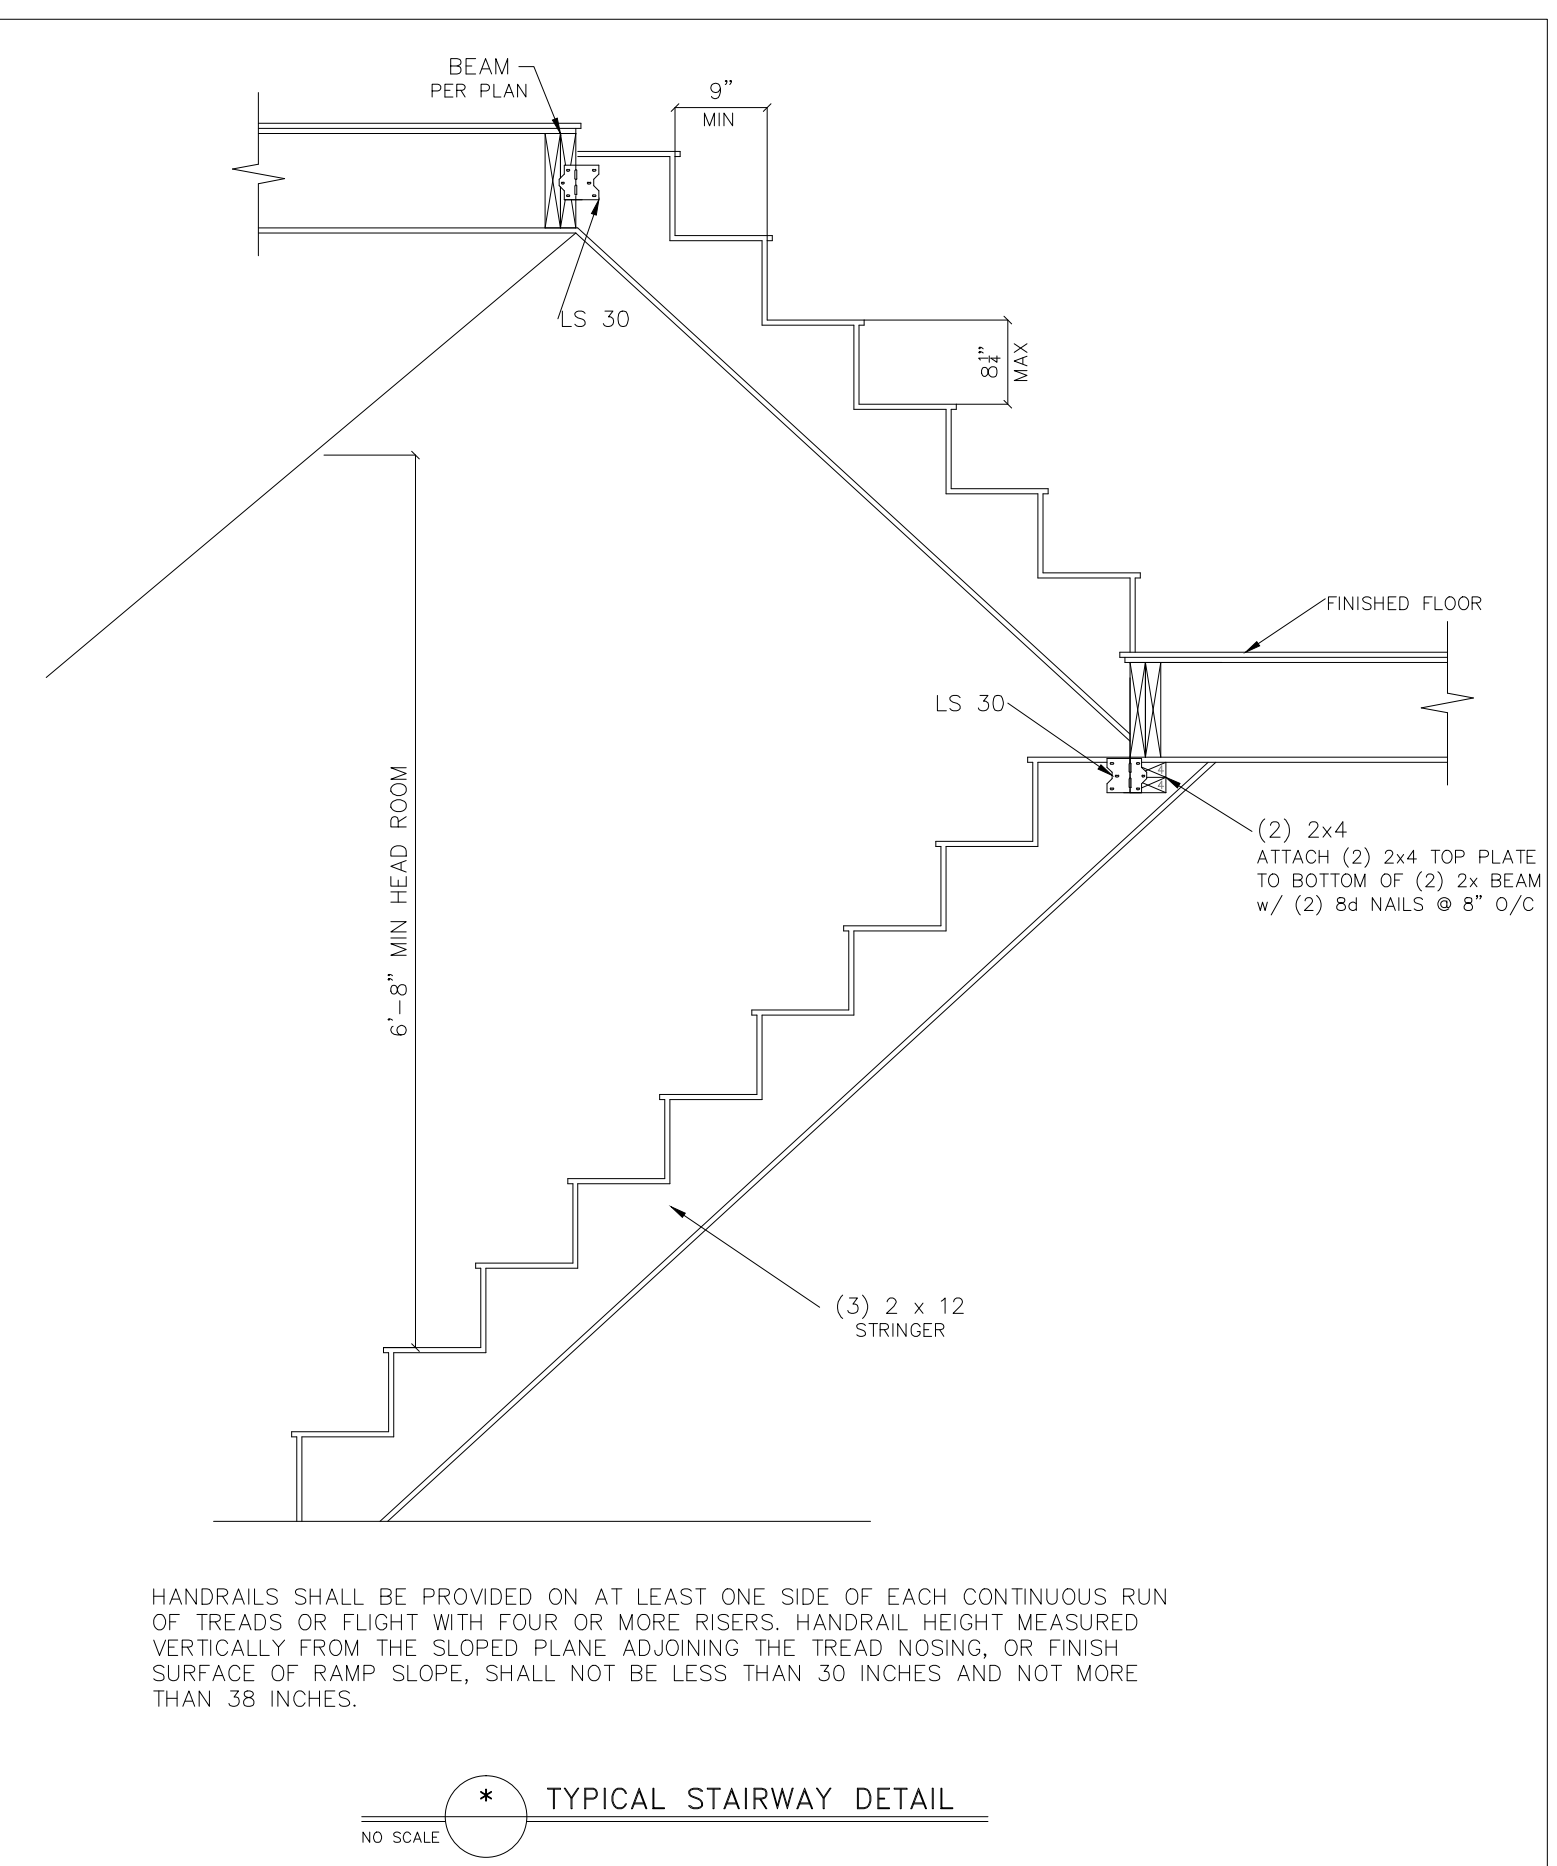 BEAM
PER PLAN
9”
MIN
LS 30
8¼”
MAX
FINISHED FLOOR
LS 30
6'-8” MIN HEAD ROOM
(2) 2x4
ATTACH (2) 2x4 TOP PLATE
TO BOTTOM OF (2) 2x BEAM
w/ (2) 8d NAILS @ 8” O/C
(3) 2 x 12
STRINGER
HANDRAILS SHALL BE PROVIDED ON AT LEAST ONE SIDE OF EACH CONTINUOUS RUN
OF TREADS OR FLIGHT WITH FOUR OR MORE RISERS. HANDRAIL HEIGHT MEASURED
VERTICALLY FROM THE SLOPED PLANE ADJOINING THE TREAD NOSING, OR FINISH
SURFACE OF RAMP SLOPE, SHALL NOT BE LESS THAN 30 INCHES AND NOT MORE
THAN 38 INCHES.
* TYPICAL STAIRWAY DETAIL
NO SCALE